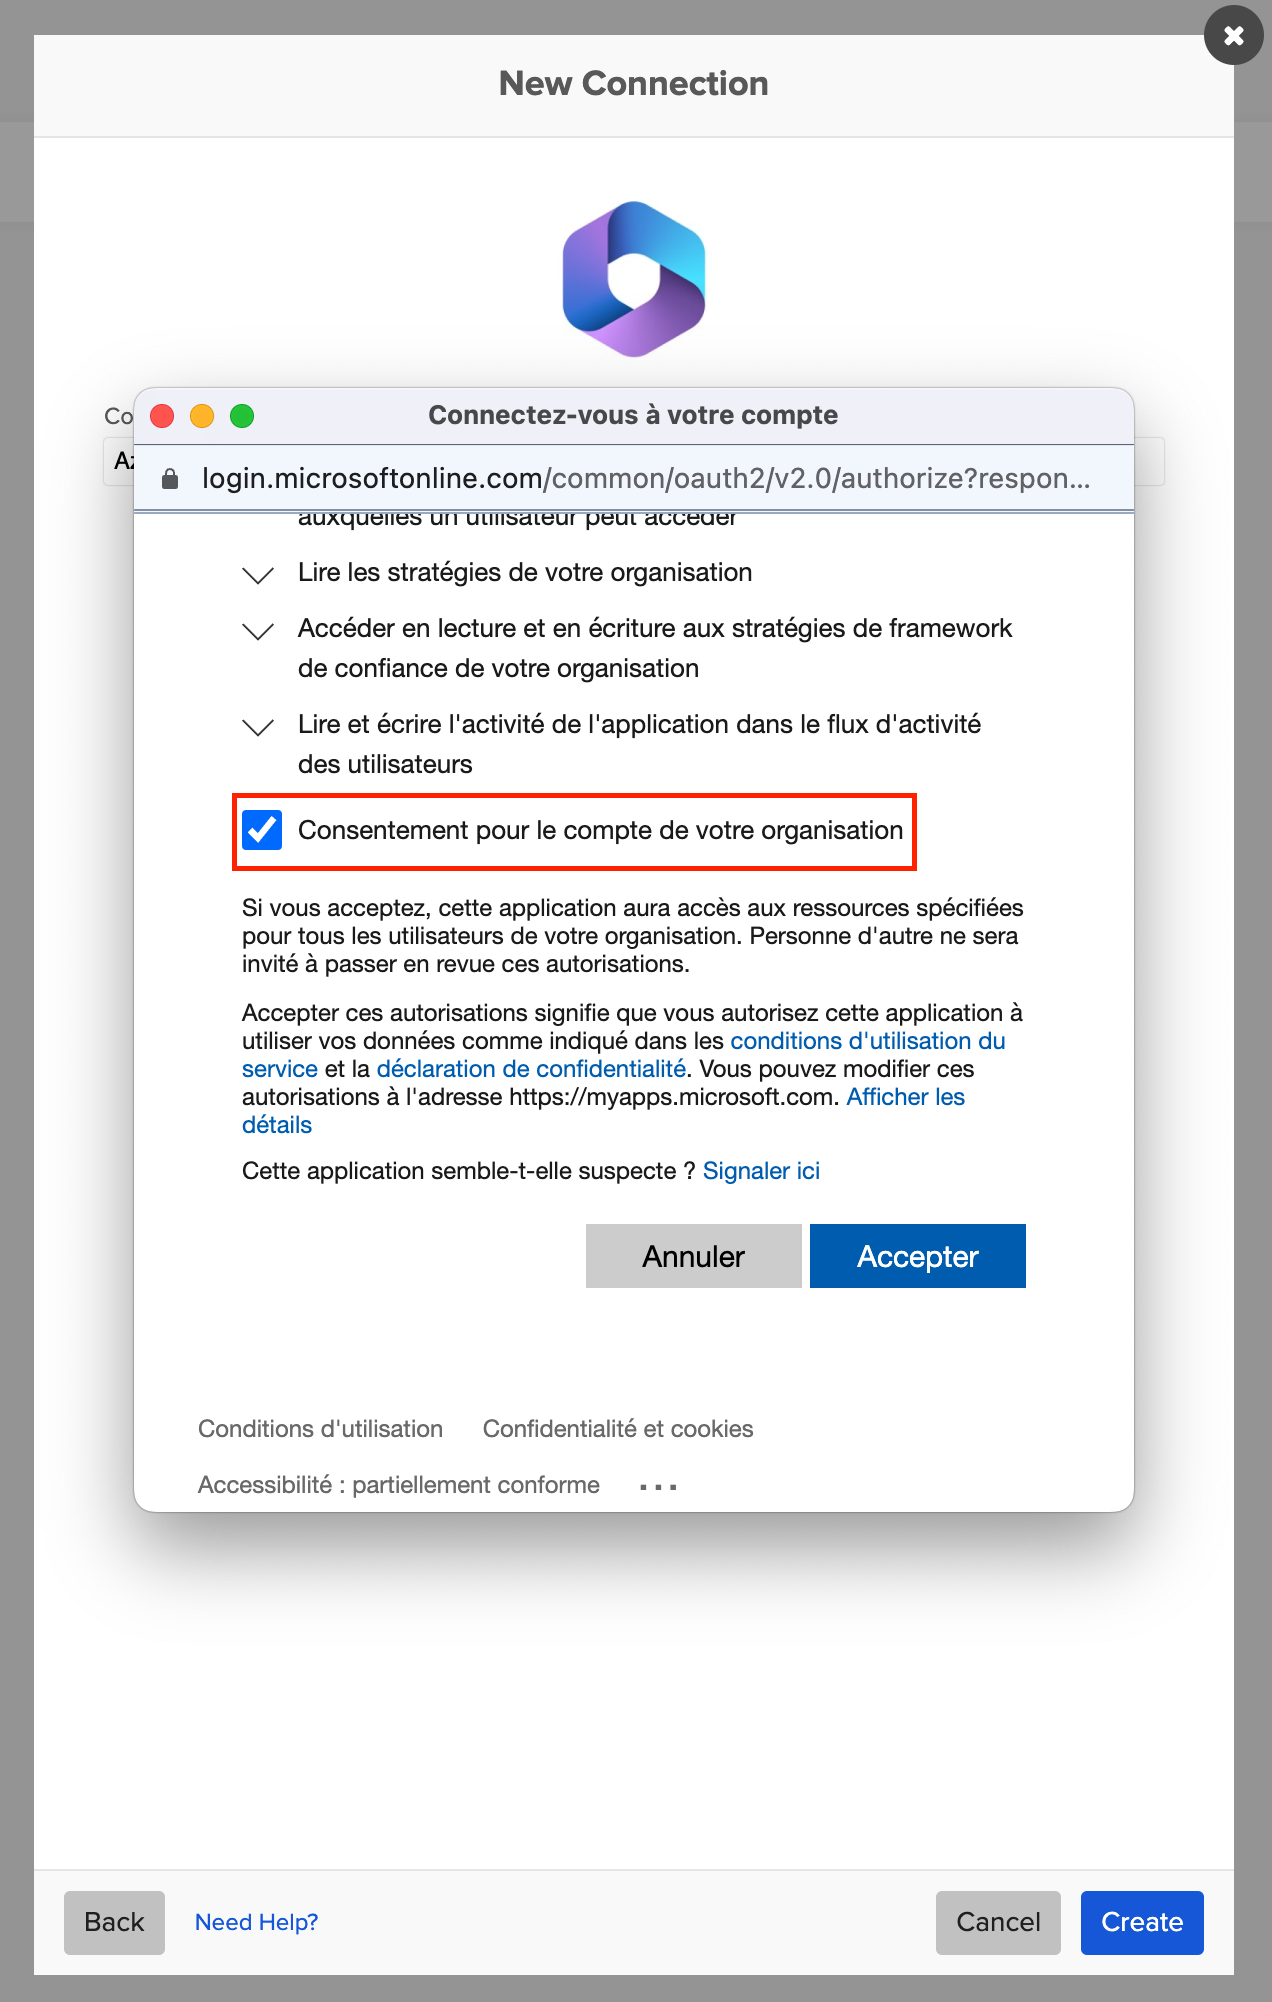 New Connection
Co
Az
Connectez-vous à votre compte
login.microsoftonline.com/common/oauth2/v2.0/authorize?respon...
auxquelles un utilisateur peut accéder
Lire les stratégies de votre organisation
Accéder en lecture et en écriture aux stratégies de framework
de confiance de votre organisation
Lire et écrire l'activité de l'application dans le flux d'activité
des utilisateurs
Consentement pour le compte de votre organisation
Si vous acceptez, cette application aura accès aux ressources spécifiées
pour tous les utilisateurs de votre organisation. Personne d'autre ne sera
invité à passer en revue ces autorisations.
Accepter ces autorisations signifie que vous autorisez cette application à
utiliser vos données comme indiqué dans les conditions d'utilisation du
service et la déclaration de confidentialité. Vous pouvez modifier ces
autorisations à l'adresse https://myapps.microsoft.com. Afficher les
détails
Cette application semble-t-elle suspecte ? Signaler ici
Annuler
Accepter
Conditions d'utilisation
Confidentialité et cookies
Accessibilité : partiellement conforme
...
Back
Need Help?
Cancel
Create